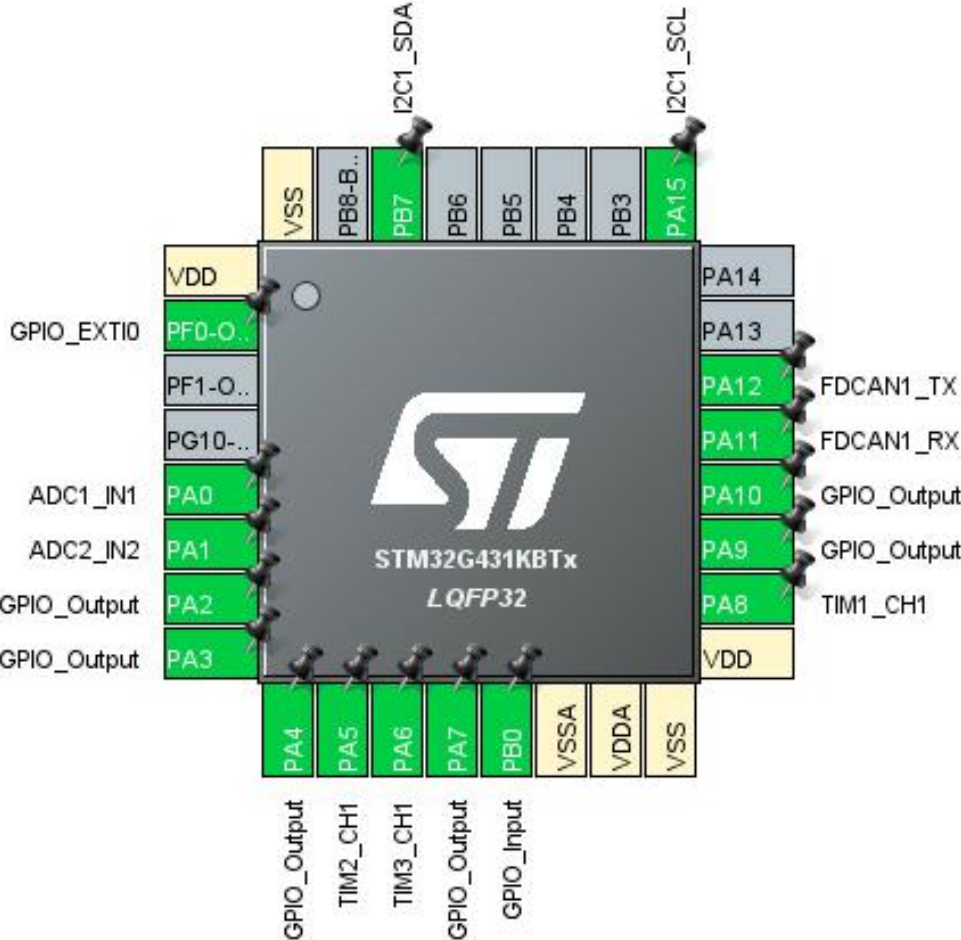 I2C1_SDA
I2C1_SCL
VSS
PB8-B..
PB7
PB6
PB5
PB4
PB3
PA15
VDD
PA14
GPIO_EXTI0
PF0-O..
PA13
PF1-O..
PA12
FDCAN1_TX
PG10-..
PA11
FDCAN1_RX
ADC1_IN1
PA0
PA10
GPIO_Output
ADC2_IN2
PA1
PA9
GPIO_Output
GPIO_Output
PA2
PA8
TIM1_CH1
GPIO_Output
PA3
VDD
ST
STM32G431KBTx
LQFP32
PA4
PA5
PA6
PA7
PB0
VSSA
VDDA
VSS
GPIO_Output
TIM2_CH1
TIM3_CH1
GPIO_Output
GPIO_Input